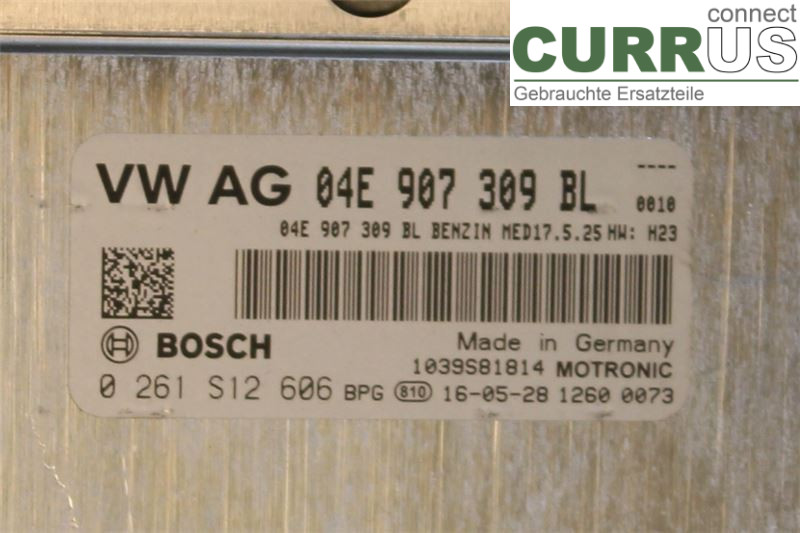 connect
CURRUS
Gebrauchte Ersatzteile
----
VW AG 04E 907 309 BL 0010
04E 907 309 BL BENZIN MED17.5.25 HW: H23
BOSCH Made in Germany
1039S81814 MOTRONIC
0 261 S12 606 BPG 810 16-05-28 1260 0073